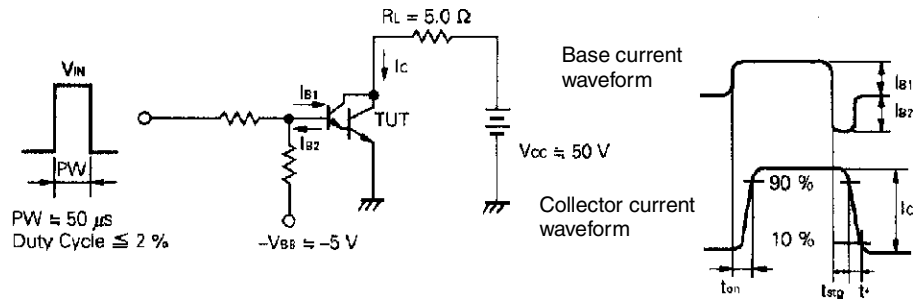 RL = 5.0 Ω
VIN
IC
IB1
TUT
IB2
VCC ≒ 50 V
PW
PW ≒ 50 μs
Duty Cycle ≦ 2 %
-VBB ≒ -5 V
Base current
waveform
IB1
IB2
Collector current
waveform
90 %
10 %
IC
ton
tstg
tf